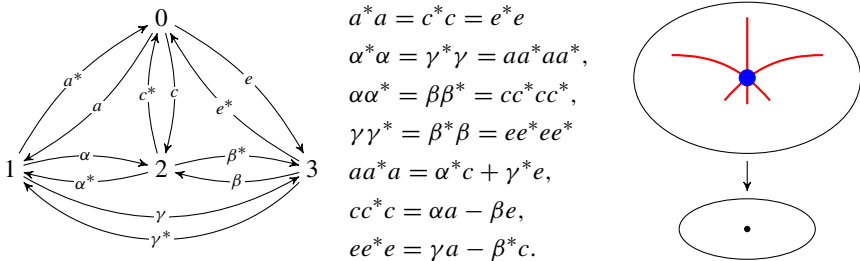 0
a* a c* c e* e
1 α α* 2 β* β 3
γ
γ*
a*a = c*c = e*e
α*α = γ*γ = aa*aa*,
αα* = ββ* = cc*cc*,
γγ* = β*β = ee*ee*
aa*a = α*c + γ*e,
cc*c = αa − βe,
ee*e = γa − β*c.